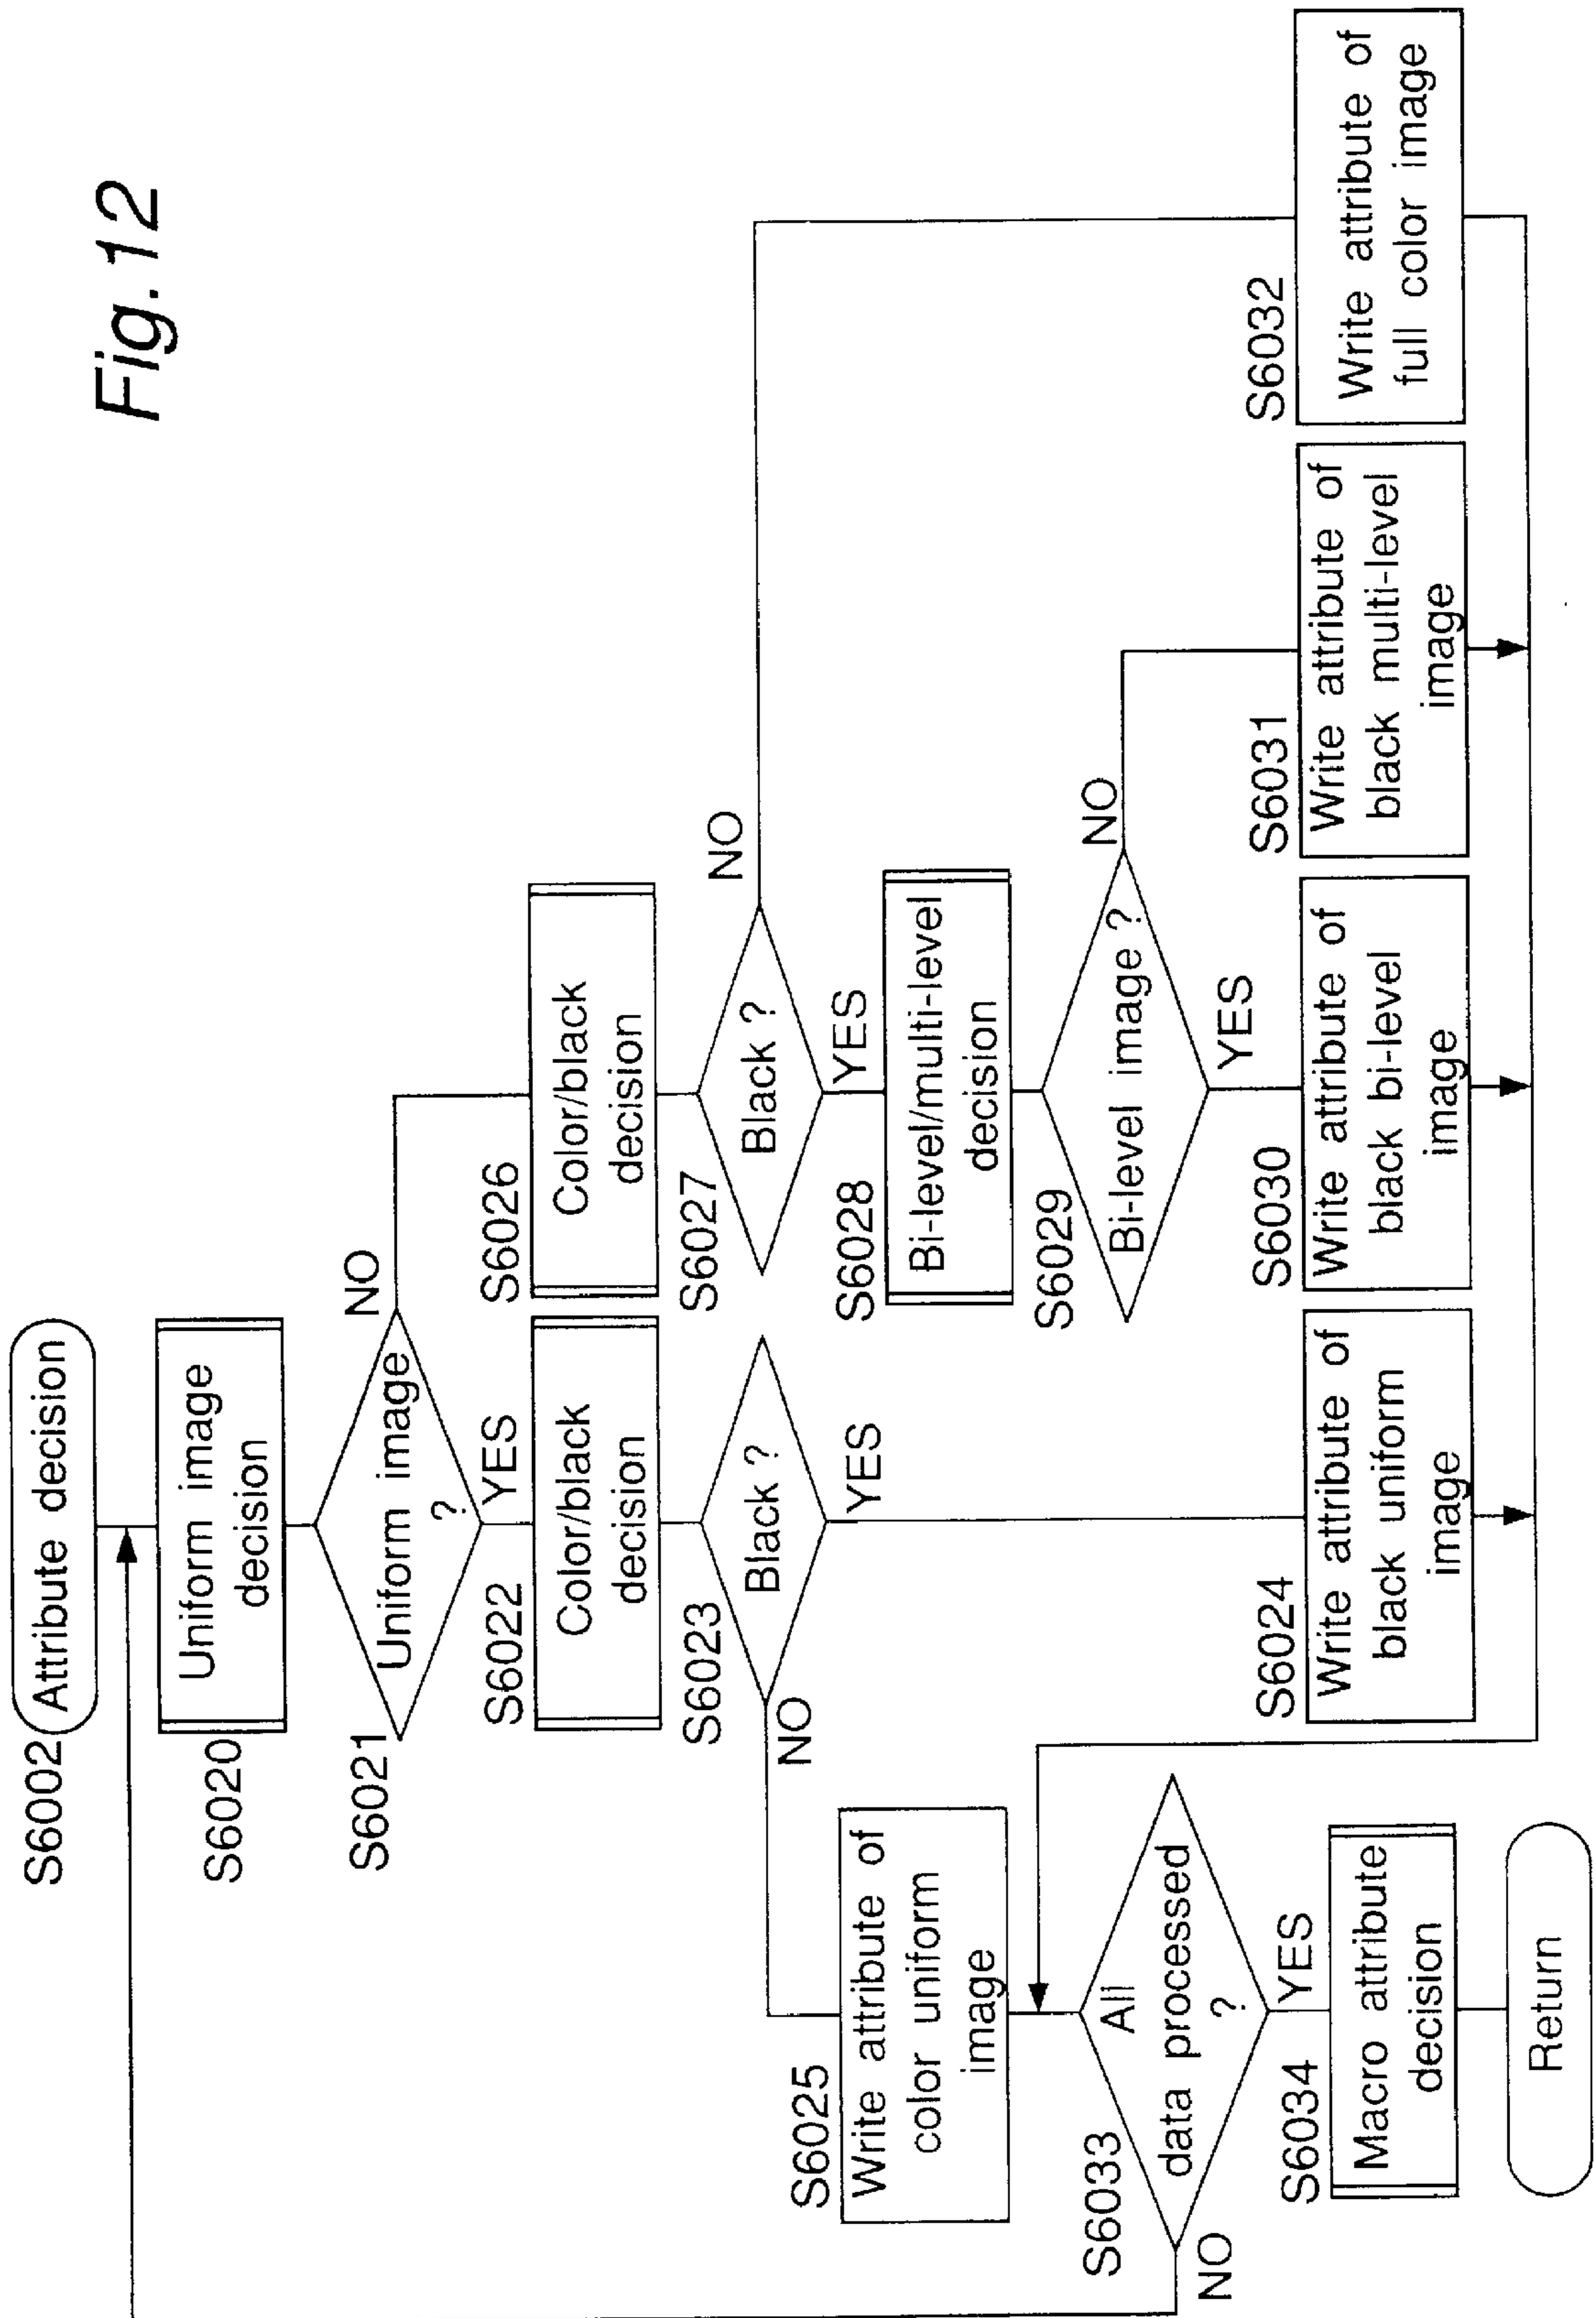 Fig.12
S6002
Attribute decision
S6020
Uniform image
decision
S6021
Uniform image
?
NO
YES
S6022
Color/black
decision
S6026
Color/black
decision
S6023
Black ?
NO
YES
S6027
Black ?
NO
YES
S6025
Write attribute of
color uniform
image
S6028
Bi-level/multi-level
decision
S6029
Bi-level image ?
NO
YES
S6033
All
data processed
?
NO
YES
S6024
Write attribute of
black uniform
image
S6030
Write attribute of
black bi-level
image
S6031
Write attribute of
black multi-level
image
S6032
Write attribute of
full color image
S6034
Macro attribute
decision
Return